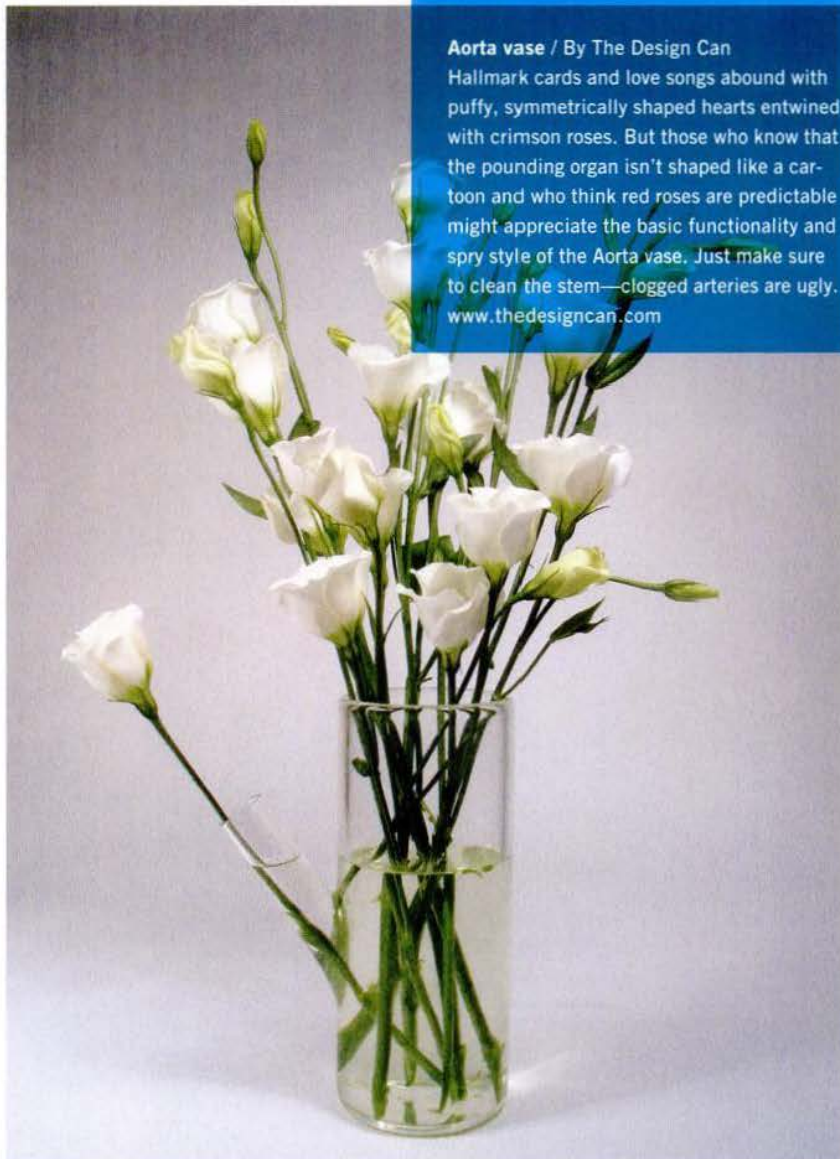 Aorta vase / By The Design Can
Hallmark cards and love songs abound with
puffy, symmetrically shaped hearts entwined
with crimson roses. But those who know that
the pounding organ isn't shaped like a car-
toon and who think red roses are predictable
might appreciate the basic functionality and
spry style of the Aorta vase. Just make sure
to clean the stem—clogged arteries are ugly.
www.thedesigncan.com